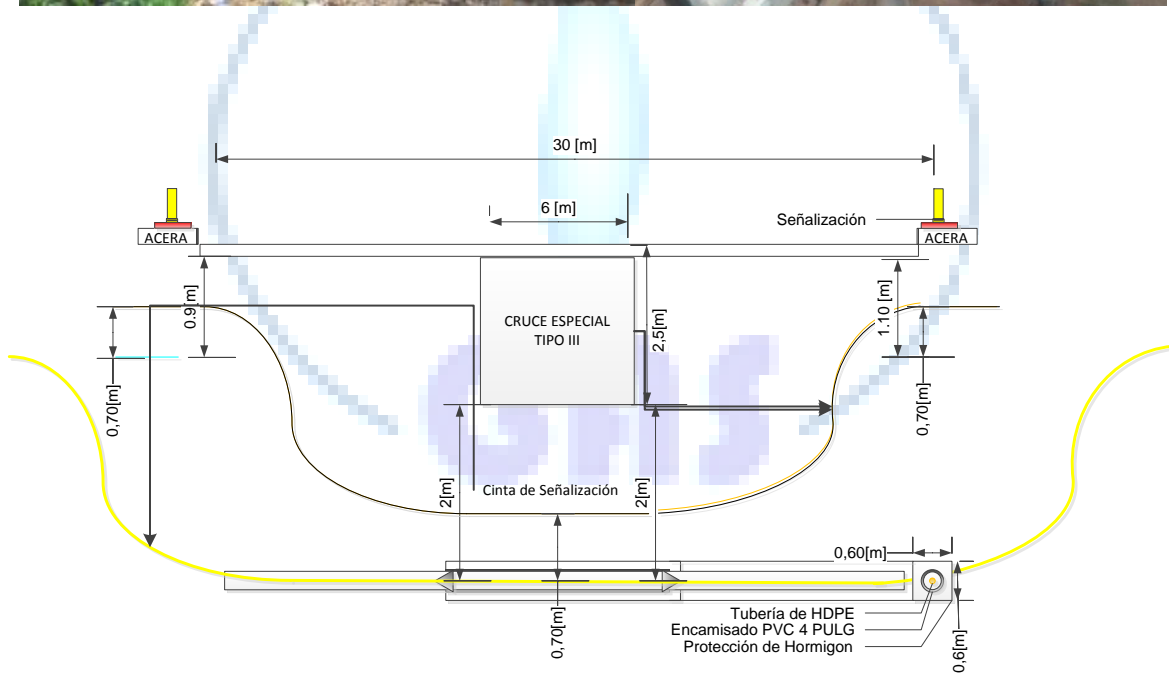 30 [m]
6 [m]
Señalización
ACERA
ACERA
0.9[m]
CRUCE ESPECIAL
TIPO III
2,5[m]
1.10 [m]
0,70[m]
0,70[m]
2[m]
Cinta de Señalización
2[m]
GAS
0,60[m]
0,70[m]
Tubería de HDPE
Encamisado PVC 4 PULG
Protección de Hormigon
0,6[m]